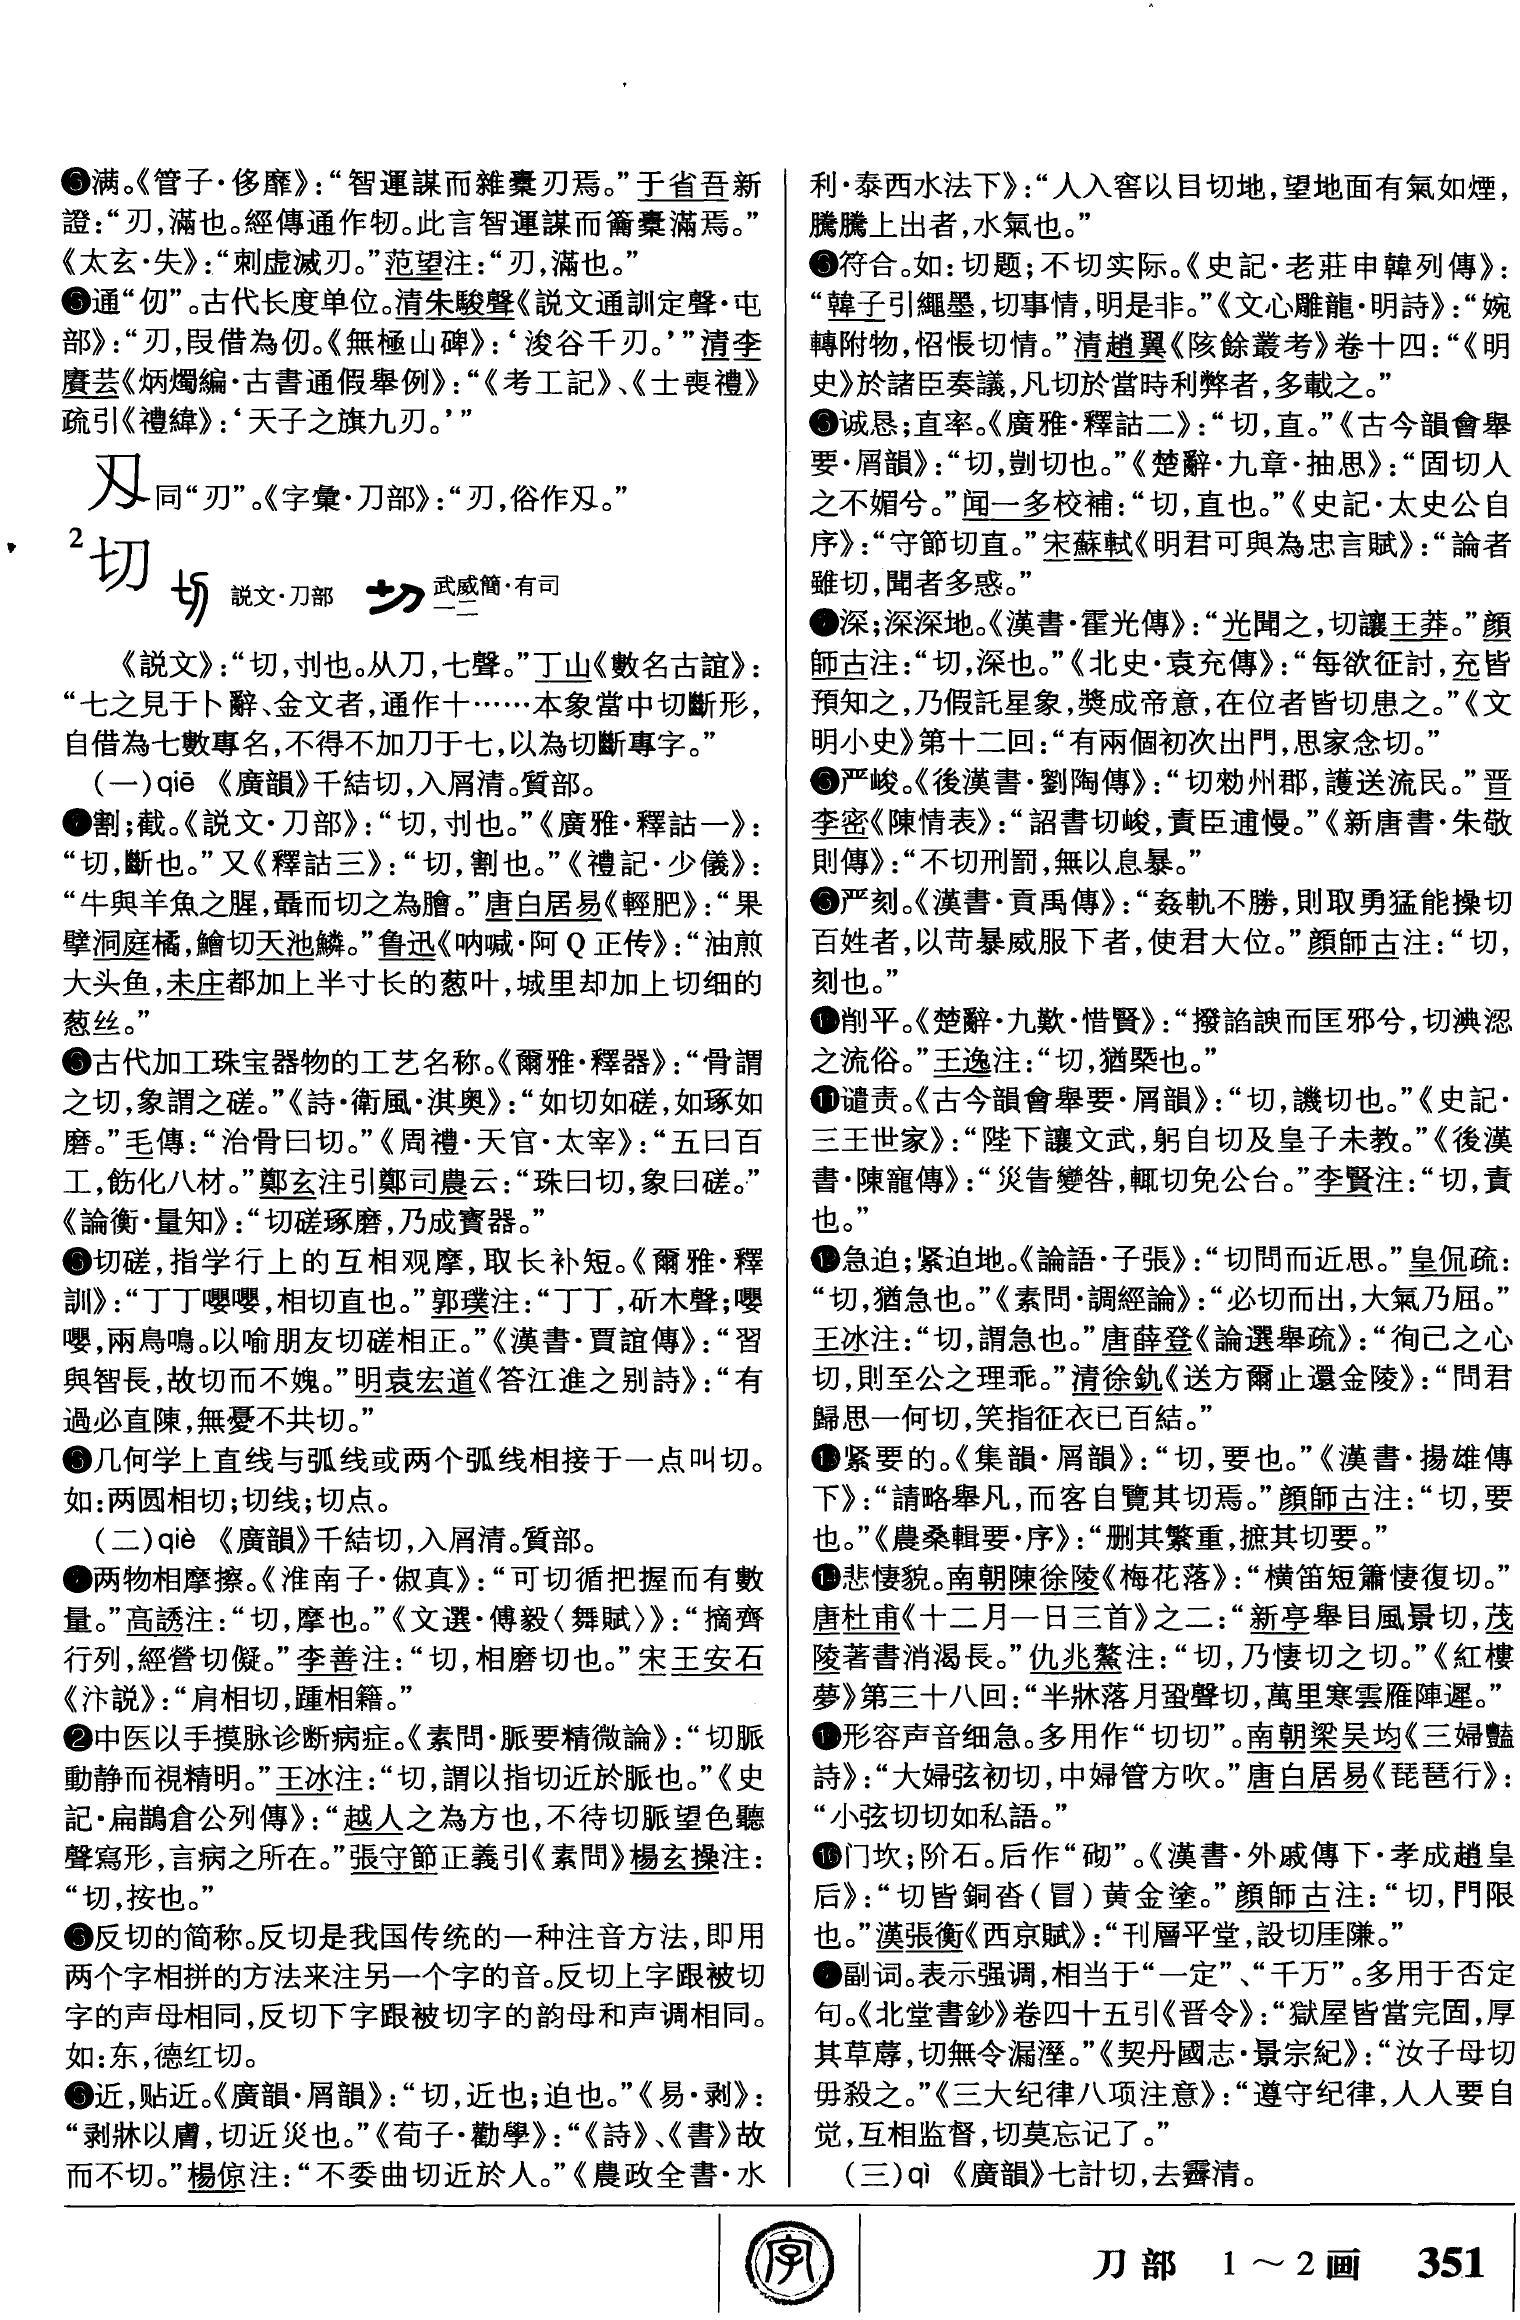 ❺满。《管子·侈靡》：“智運謀而雜橐刃焉。”于省吾新
證：“刃，滿也。經傳通作牣。此言智運謀而籥橐滿焉。”
《太玄·失》：“刺虚滅刃。”范望注：“刃，滿也。”
❻通“仞”。古代长度单位。清朱駿聲《説文通訓定聲·屯
部》：“刃，叚借為仞。《無極山碑》：‘浚谷千刃。’”清李
賡芸《炳燭編·古書通假舉例》：“《考工記》、《士喪禮》
疏引《禮緯》：‘天子之旗九刃。’”
刄同“刃”。《字彙·刀部》：“刃，俗作刄。”
2切 説文·刀部 武威簡·有司一二
《説文》：“切，刌也。从刀，七聲。”丁山《數名古誼》：
“七之見于卜辭、金文者，通作十……本象當中切斷形，
自借為七數專名，不得不加刀于七，以為切斷專字。”
（一）qiē 《廣韻》千結切，入屑清。質部。
❶割；截。《説文·刀部》：“切，刌也。”《廣雅·釋詁一》：
“切，斷也。”又《釋詁三》：“切，割也。”《禮記·少儀》：
“牛與羊魚之腥，聶而切之為膾。”唐白居易《輕肥》：“果
擘洞庭橘，鱠切天池鱗。”鲁迅《呐喊·阿Q正传》：“油煎
大头鱼，未庄都加上半寸长的葱叶，城里却加上切细的
葱丝。”
❷古代加工珠宝器物的工艺名称。《爾雅·釋器》：“骨謂
之切，象謂之磋。”《詩·衛風·淇奥》：“如切如磋，如琢如
磨。”毛傳：“治骨曰切。”《周禮·天官·太宰》：“五曰百
工，飭化八材。”鄭玄注引鄭司農云：“珠曰切，象曰磋。”
《論衡·量知》：“切磋琢磨，乃成寳器。”
❸切磋，指学行上的互相观摩，取长补短。《爾雅·釋
訓》：“丁丁嚶嚶，相切直也。”郭璞注：“丁丁，斫木聲；嚶
嚶，兩鳥鳴。以喻朋友切磋相正。”《漢書·賈誼傳》：“習
與智長，故切而不媿。”明袁宏道《答江進之别詩》：“有
過必直陳，無憂不共切。”
❹几何学上直线与弧线或两个弧线相接于一点叫切。
如：两圆相切；切线；切点。
（二）qiè 《廣韻》千結切，入屑清。質部。
❶两物相摩擦。《淮南子·俶真》：“可切循把握而有數
量。”高誘注：“切，摩也。”《文選·傅毅〈舞賦〉》：“摘齊
行列，經營切儗。”李善注：“切，相磨切也。”宋王安石
《汴説》：“肩相切，踵相籍。”
❷中医以手摸脉诊断病症。《素問·脈要精微論》：“切脈
動静而視精明。”王冰注：“切，謂以指切近於脈也。”《史
記·扁鵲倉公列傳》：“越人之為方也，不待切脈望色聽
聲寫形，言病之所在。”張守節正義引《素問》楊玄操注：
“切，按也。”
❸反切的简称。反切是我国传统的一种注音方法，即用
两个字相拼的方法来注另一个字的音。反切上字跟被切
字的声母相同，反切下字跟被切字的韵母和声调相同。
如：东，德红切。
❹近，贴近。《廣韻·屑韻》：“切，近也；迫也。”《易·剥》：
“剥牀以膚，切近災也。”《荀子·勸學》：“《詩》、《書》故
而不切。”楊倞注：“不委曲切近於人。”《農政全書·水
利·泰西水法下》：“人入窖以目切地，望地面有氣如煙，
騰騰上出者，水氣也。”
❺符合。如：切题；不切实际。《史記·老莊申韓列傳》：
“韓子引繩墨，切事情，明是非。”《文心雕龍·明詩》：“婉
轉附物，怊悵切情。”清趙翼《陔餘叢考》卷十四：“《明
史》於諸臣奏議，凡切於當時利弊者，多載之。”
❻诚恳；直率。《廣雅·釋詁二》：“切，直。”《古今韻會舉
要·屑韻》：“切，剴切也。”《楚辭·九章·抽思》：“固切人
之不媚兮。”闻一多校補：“切，直也。”《史記·太史公自
序》：“守節切直。”宋蘇軾《明君可與為忠言賦》：“論者
雖切，聞者多惑。”
❼深；深深地。《漢書·霍光傳》：“光聞之，切讓王莽。”顔
師古注：“切，深也。”《北史·袁充傳》：“每欲征討，充皆
預知之，乃假託星象，獎成帝意，在位者皆切患之。”《文
明小史》第十二回：“有兩個初次出門，思家念切。”
❽严峻。《後漢書·劉陶傳》：“切勑州郡，護送流民。”晋
李密《陳情表》：“詔書切峻，責臣逋慢。”《新唐書·朱敬
則傳》：“不切刑罰，無以息暴。”
❾严刻。《漢書·貢禹傳》：“姦軌不勝，則取勇猛能操切
百姓者，以苛暴威服下者，使君大位。”顔師古注：“切，
刻也。”
❿削平。《楚辭·九歎·惜賢》：“撥諂諛而匡邪兮，切淟涊
之流俗。”王逸注：“切，猶槩也。”
⓫谴责。《古今韻會舉要·屑韻》：“切，譏切也。”《史記·
三王世家》：“陛下讓文武，躬自切及皇子未教。”《後漢
書·陳寵傳》：“災眚變咎，輒切免公台。”李賢注：“切，責
也。”
⓬急迫；紧迫地。《論語·子張》：“切問而近思。”皇侃疏：
“切，猶急也。”《素問·調經論》：“必切而出，大氣乃屈。”
王冰注：“切，謂急也。”唐薛登《論選舉疏》：“徇己之心
切，則至公之理乖。”清徐釚《送方爾止還金陵》：“問君
歸思一何切，笑指征衣已百結。”
⓭紧要的。《集韻·屑韻》：“切，要也。”《漢書·揚雄傳
下》：“請略舉凡，而客自覽其切焉。”顔師古注：“切，要
也。”《農桑輯要·序》：“删其繁重，摭其切要。”
⓮悲悽貌。南朝陳徐陵《梅花落》：“横笛短簫悽復切。”
唐杜甫《十二月一日三首》之二：“新亭舉目風景切，茂
陵著書消渴長。”仇兆鰲注：“切，乃悽切之切。”《紅樓
夢》第三十八回：“半牀落月蛩聲切，萬里寒雲雁陣遲。”
⓯形容声音细急。多用作“切切”。南朝梁吴均《三婦豔
詩》：“大婦弦初切，中婦管方吹。”唐白居易《琵琶行》：
“小弦切切如私語。”
⓰门坎；阶石。后作“砌”。《漢書·外戚傳下·孝成趙皇
后》：“切皆銅沓（冒）黄金塗。”顔師古注：“切，門限
也。”漢張衡《西京賦》：“刊層平堂，設切厓隒。”
⓱副词。表示强调，相当于“一定”、“千万”。多用于否定
句。《北堂書鈔》卷四十五引《晋令》：“獄屋皆當完固，厚
其草蓐，切無令漏溼。”《契丹國志·景宗紀》：“汝子母切
毋殺之。”《三大纪律八项注意》：“遵守纪律，人人要自
觉，互相监督，切莫忘记了。”
（三）qì 《廣韻》七計切，去霽清。
字
刀部 1～2画 351